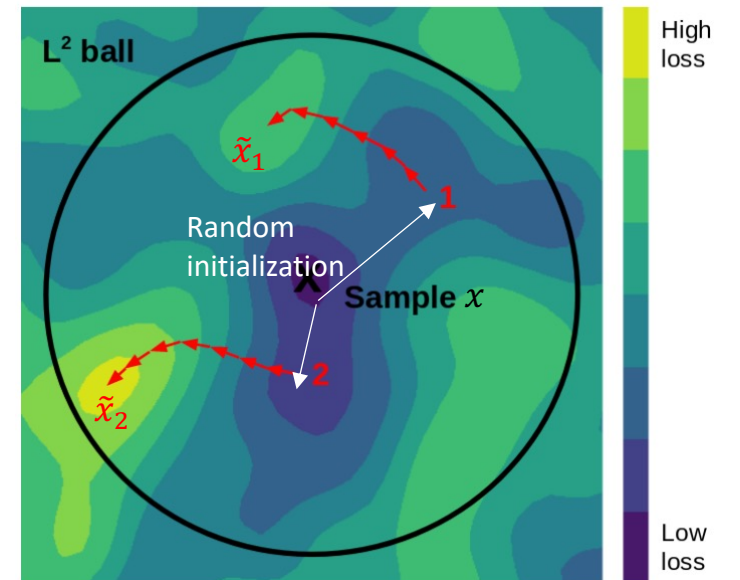 High
loss
L² ball
x̃₁
1
Random
initialization
X
Sample x
2
x̃₂
Low
loss